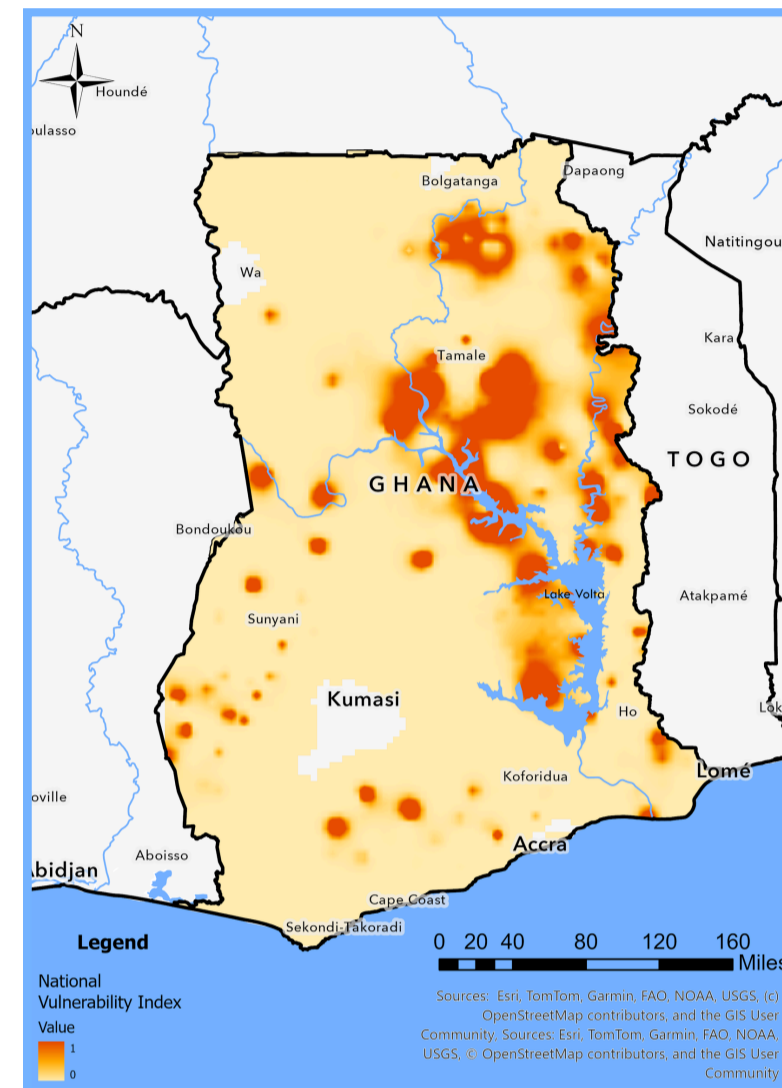 N
Houndé
oulasso
Bolgatanga
Dapaong
Natitingou
Wa
Kara
Tamale
Sokodé
TOGO
GHANA
Bondoukou
Lake Volta
Atakpamé
Sunyani
Kumasi
Ho
Lok
Koforidua
Lomé
oville
Accra
Aboisso
Abidjan
Cape Coast
Sekondi-Takoradi
Legend
0 20 40 80 120 160
Miles
National
Vulnerability Index
Value
1
0
Sources: Esri, TomTom, Garmin, FAO, NOAA, USGS, (c)
OpenStreetMap contributors, and the GIS User
Community, Sources: Esri, TomTom, Garmin, FAO, NOAA,
USGS, © OpenStreetMap contributors, and the GIS User
Community